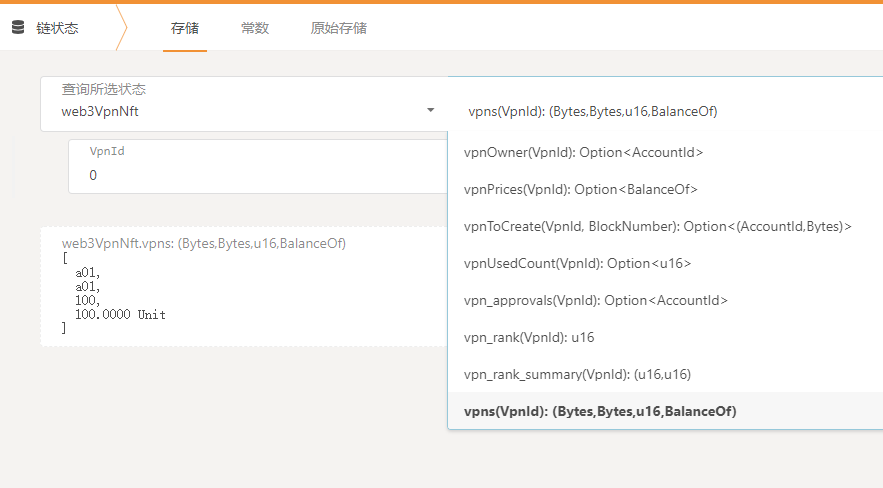 链状态
存储
常数
原始存储
查询所选状态
web3VpnNft
vpns(VpnId): (Bytes,Bytes,u16,BalanceOf)
VpnId
0
vpnOwner(VpnId): Option<AccountId>
vpnPrices(VpnId): Option<BalanceOf>
vpnToCreate(VpnId, BlockNumber): Option<(AccountId,Bytes)>
vpnUsedCount(VpnId): Option<u16>
vpn_approvals(VpnId): Option<AccountId>
vpn_rank(VpnId): u16
vpn_rank_summary(VpnId): (u16,u16)
vpns(VpnId): (Bytes,Bytes,u16,BalanceOf)
web3VpnNft.vpns: (Bytes,Bytes,u16,BalanceOf)
[
a01,
a01,
100,
100.0000 Unit
]